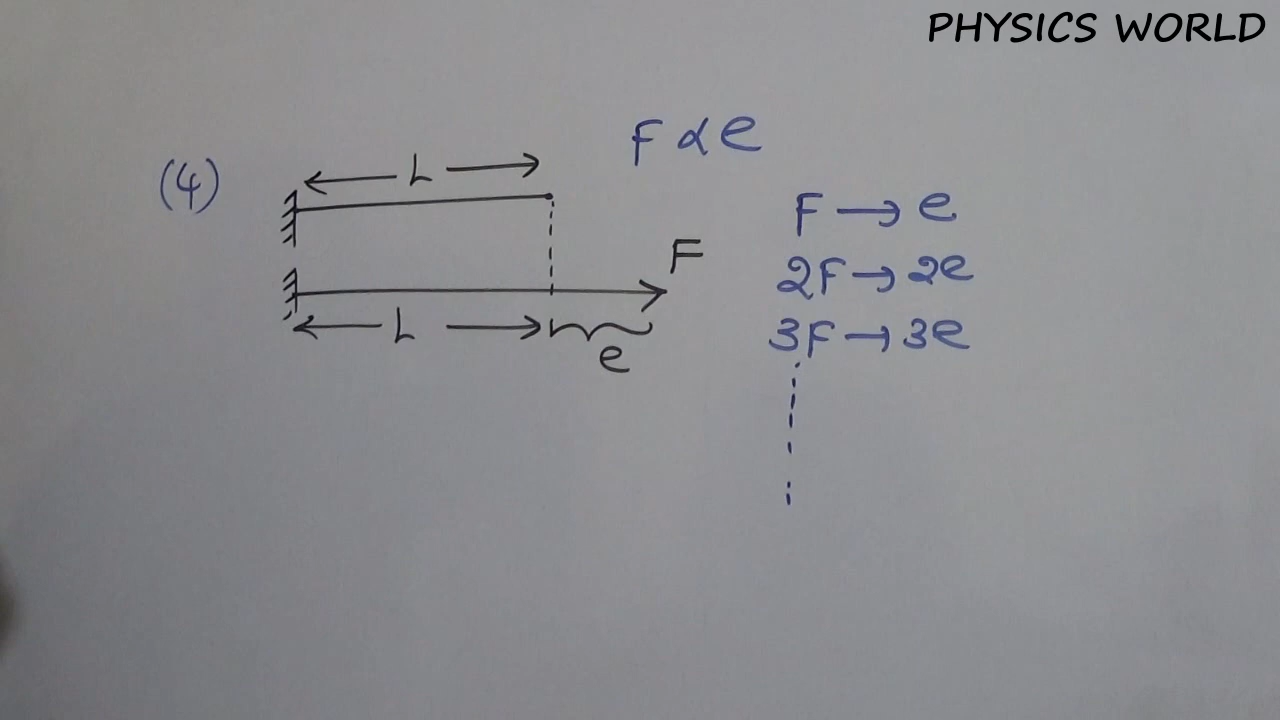 PHYSICS WORLD
(4)
L
F ∝ e
F
L
e
F → e
2F → 2e
3F → 3e